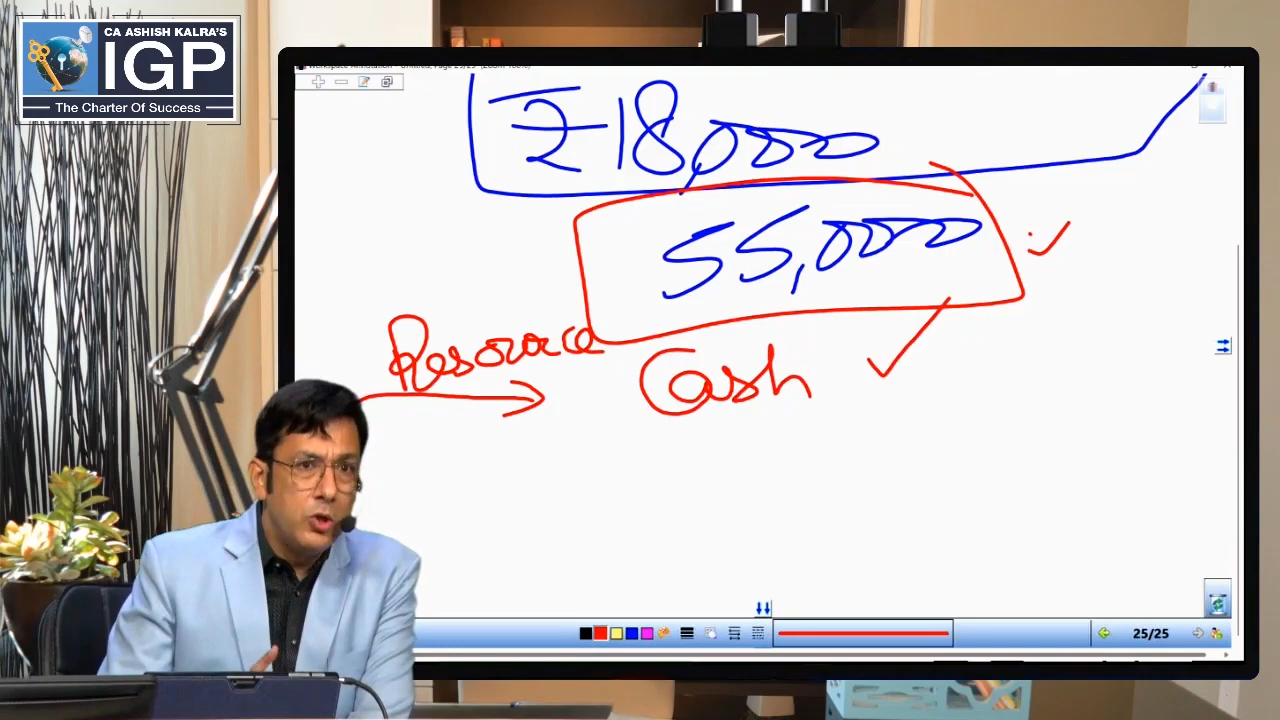 CA ASHISH KALRA'S
IGP
The Charter Of Success
₹ 18,000
55,000
Resource
Cash
25/25